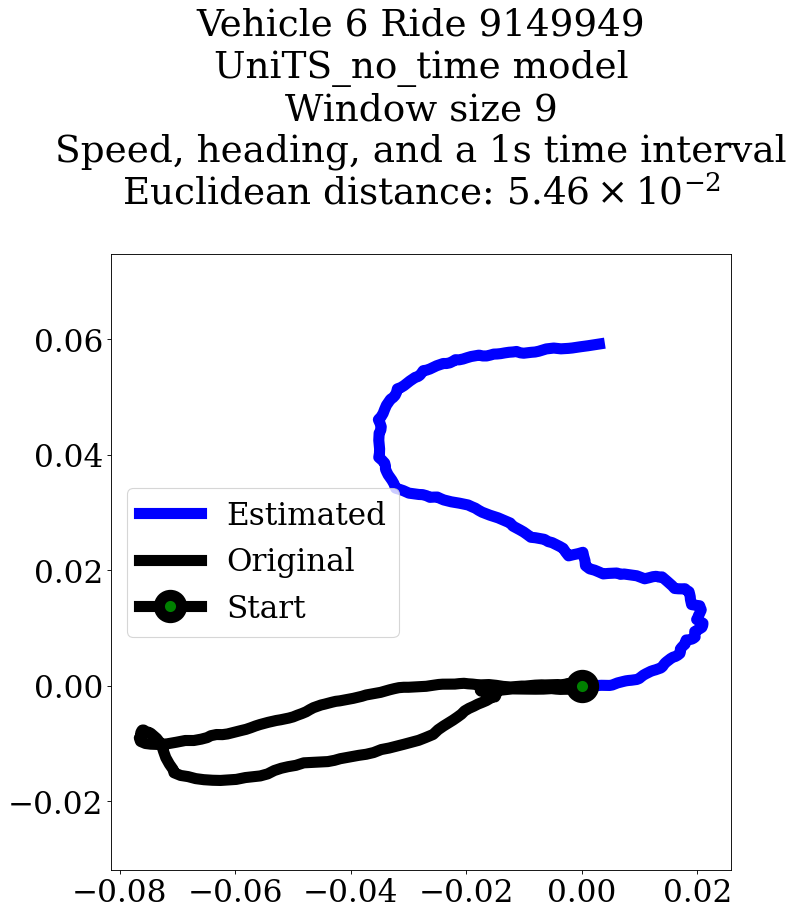 Vehicle 6 Ride 9149949
UniTS_no_time model
Window size 9
Speed, heading, and a 1s time interval
Euclidean distance: 5.46 × 10⁻²
0.06
0.04
0.02
0.00
−0.02
Estimated
Original
Start
−0.08 −0.06 −0.04 −0.02 0.00 0.02